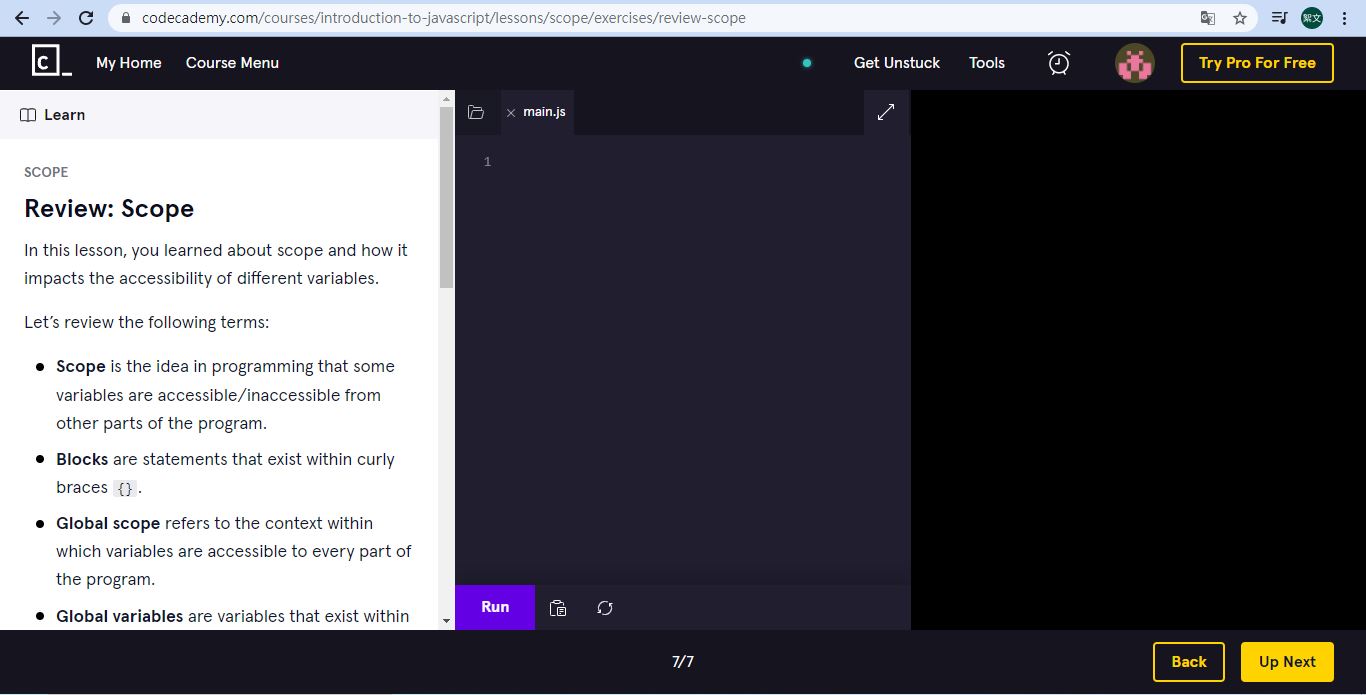 codecademy.com/courses/introduction-to-javascript/lessons/scope/exercises/review-scope
絮文
c_
My Home Course Menu Get Unstuck Tools Try Pro For Free
Learn
SCOPE
Review: Scope
In this lesson, you learned about scope and how it
impacts the accessibility of different variables.
Let’s review the following terms:
Scope is the idea in programming that some
variables are accessible/inaccessible from
other parts of the program.
Blocks are statements that exist within curly
braces {}.
Global scope refers to the context within
which variables are accessible to every part of
the program.
Global variables are variables that exist within
main.js
1
Run
7/7
Back
Up Next